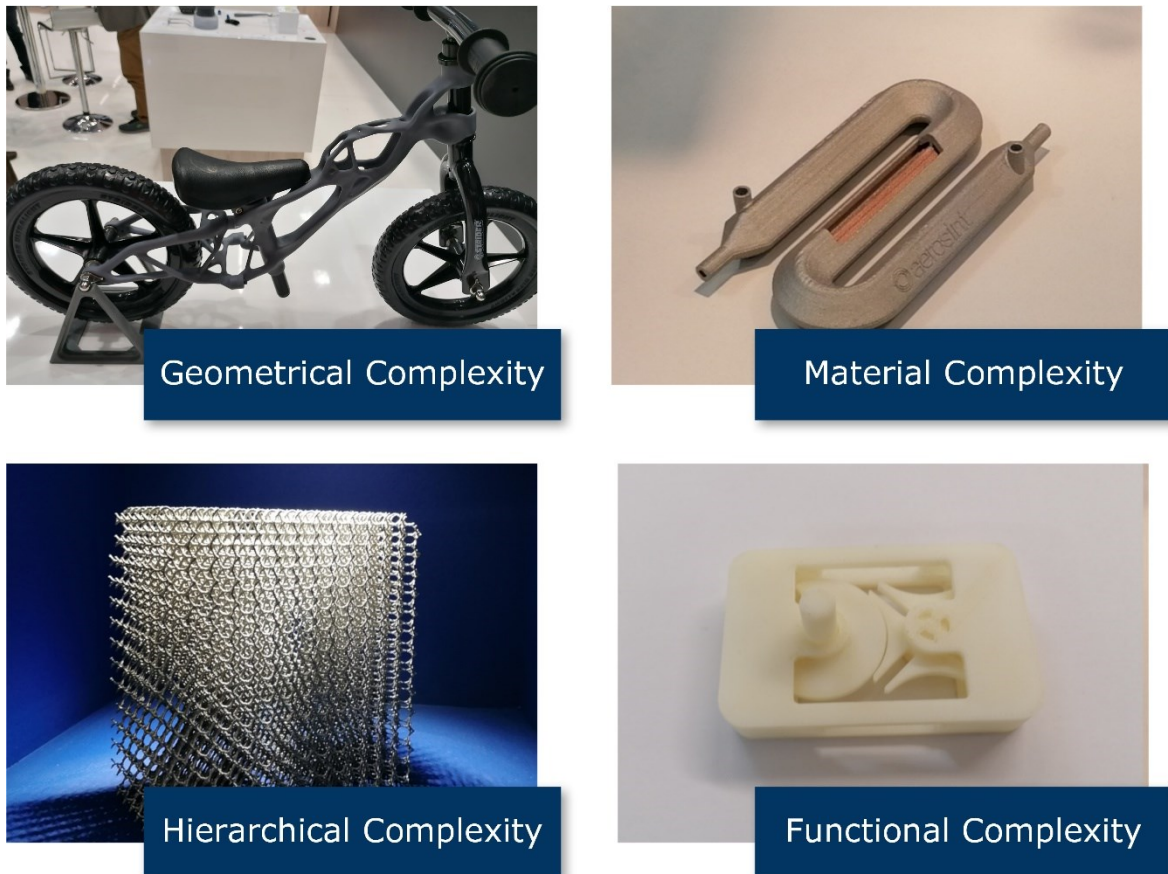 Geometrical Complexity
Material Complexity
aerosint
Hierarchical Complexity
Functional Complexity